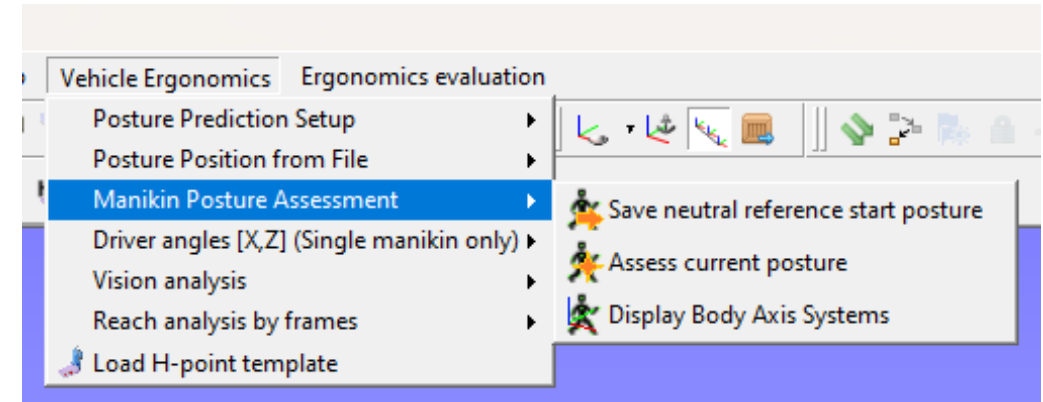 Vehicle Ergonomics Ergonomics evaluation
Posture Prediction Setup
Posture Position from File
Manikin Posture Assessment
Driver angles [X,Z] (Single manikin only)
Vision analysis
Reach analysis by frames
Load H-point template
Save neutral reference start posture
Assess current posture
Display Body Axis Systems